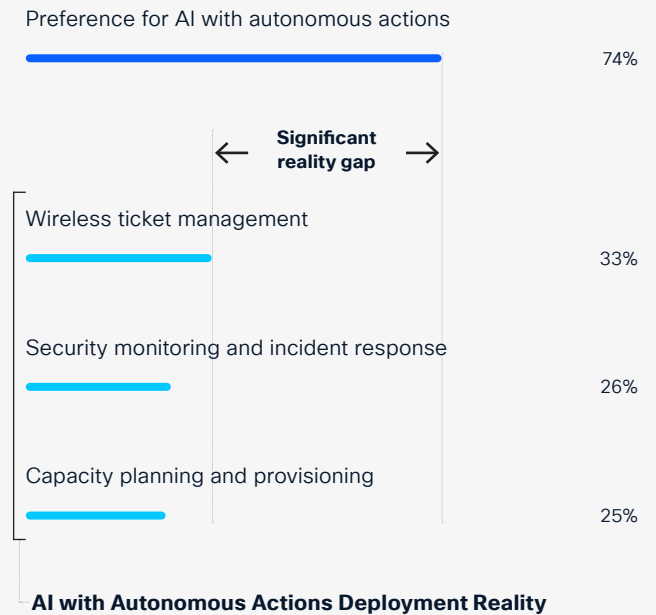 Preference for AI with autonomous actions
74%
Significant
reality gap
Wireless ticket management
33%
Security monitoring and incident response
26%
Capacity planning and provisioning
25%
AI with Autonomous Actions Deployment Reality